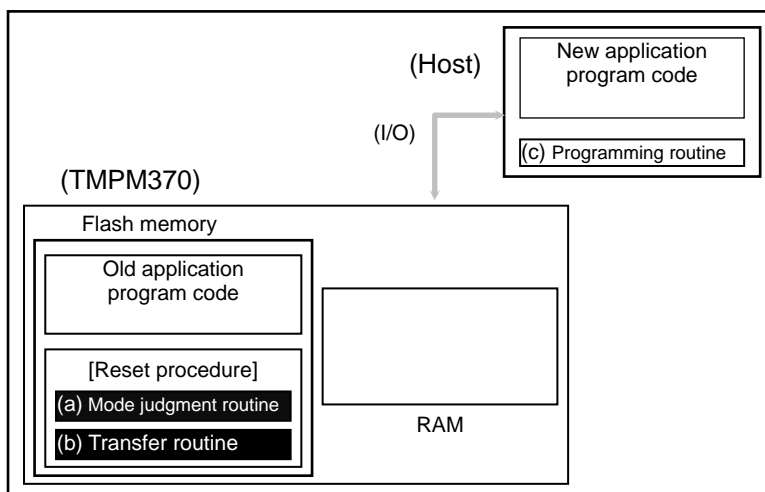 (Host)
New application
program code
(I/O)
(c) Programming routine
(TMPM370)
Flash memory
Old application
program code
[Reset procedure]
(a) Mode judgment routine
(b) Transfer routine
RAM